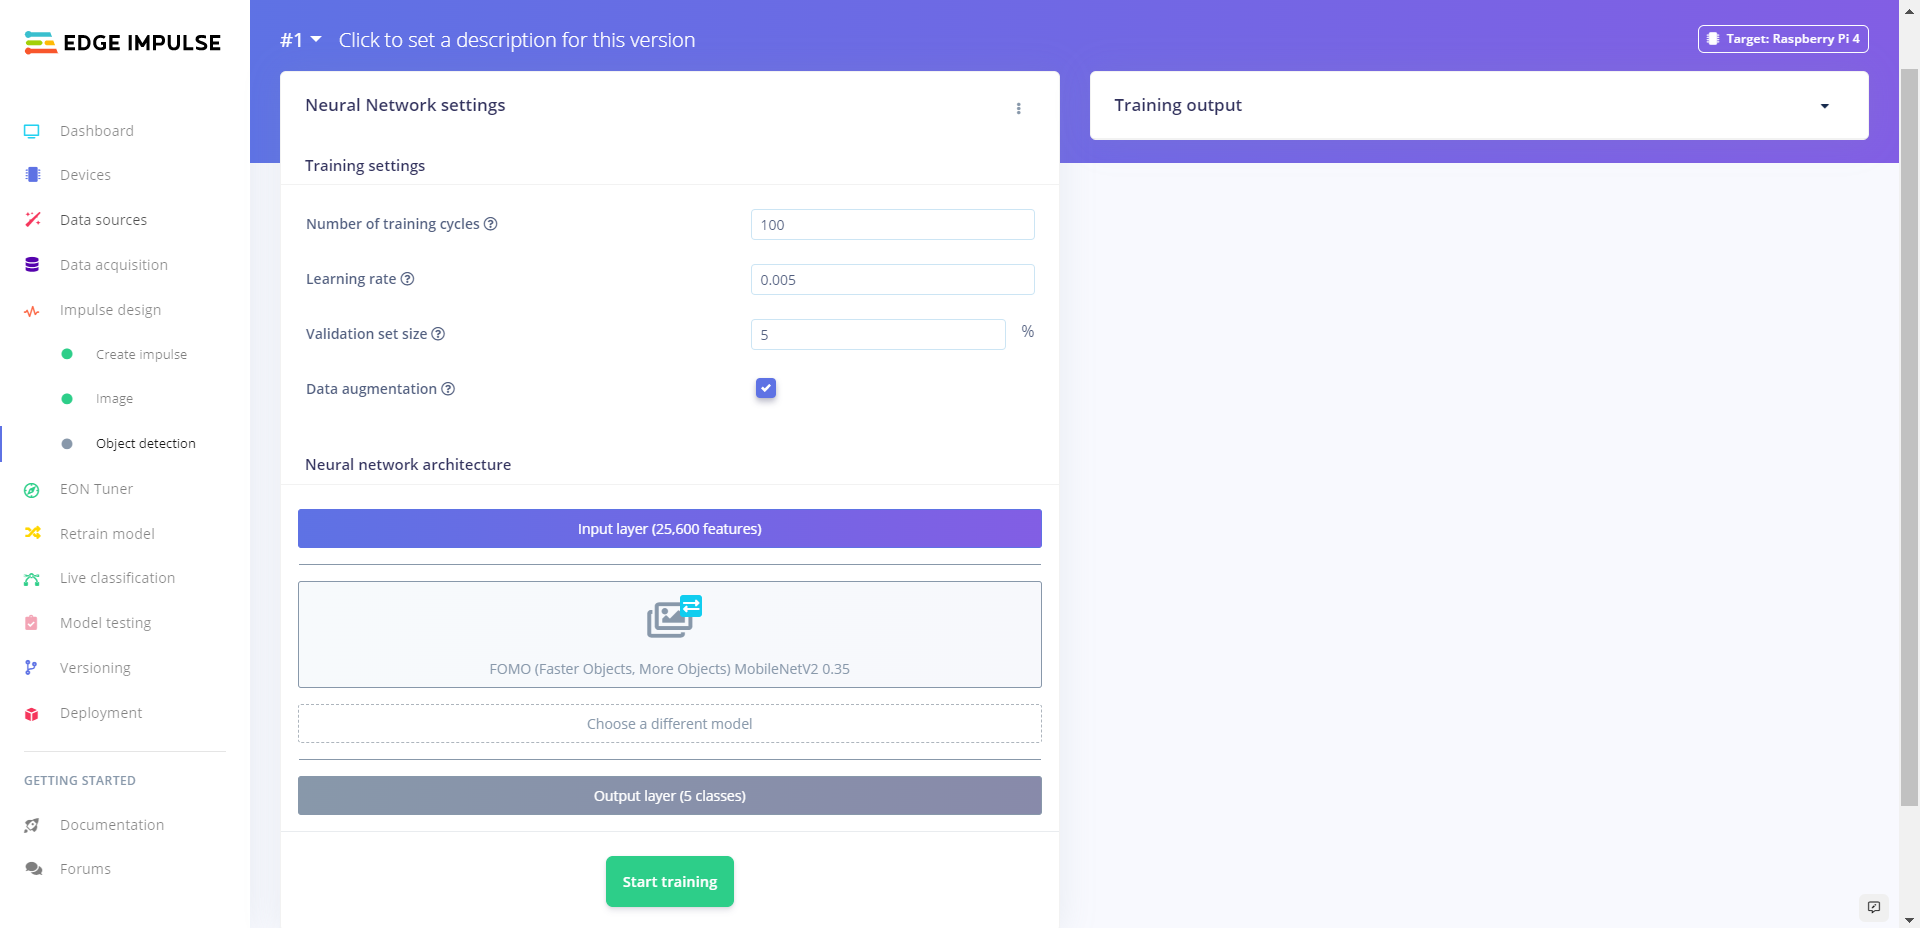 EDGE IMPULSE
Dashboard
Devices
Data sources
Data acquisition
Impulse design
Create impulse
Image
Object detection
EON Tuner
Retrain model
Live classification
Model testing
Versioning
Deployment
GETTING STARTED
Documentation
Forums
#1 Click to set a description for this version
Target: Raspberry Pi 4
Neural Network settings
Training settings
Number of training cycles ? 100
Learning rate ? 0.005
Validation set size ? 5 %
Data augmentation ?
Neural network architecture
Input layer (25,600 features)
FOMO (Faster Objects, More Objects) MobileNetV2 0.35
Choose a different model
Output layer (5 classes)
Start training
Training output